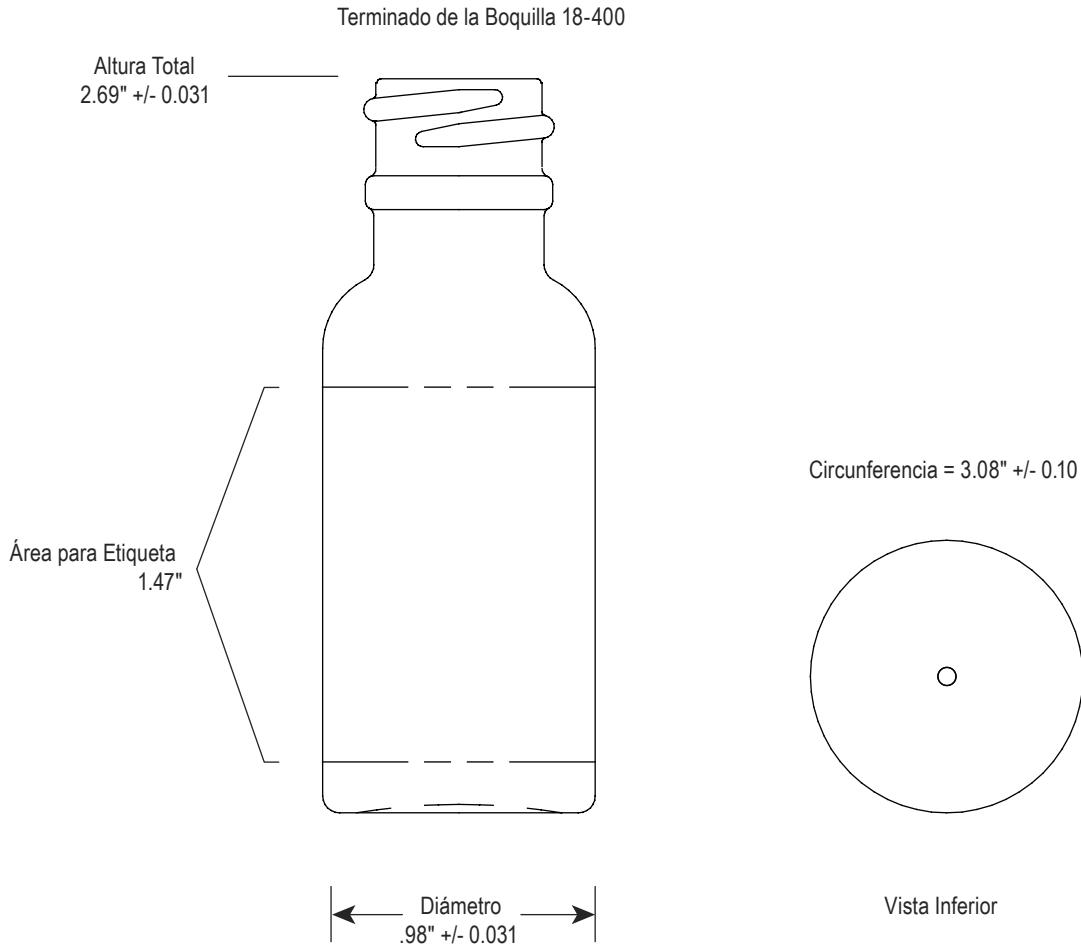 Terminado de la Boquilla 18-400
Altura Total
2.69" +/- 0.031
Circunferencia = 3.08" +/- 0.10
Área para Etiqueta
1.47"
Diámetro
.98" +/- 0.031
Vista Inferior